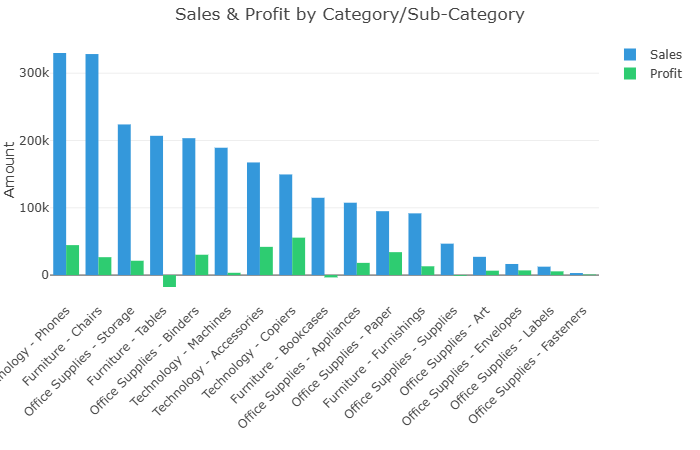 Sales & Profit by Category/Sub-Category
Sales
Profit
Amount
300k
200k
100k
0
nology - Phones
Furniture - Chairs
Office Supplies - Storage
Furniture - Tables
Office Supplies - Binders
Technology - Machines
Technology - Accessories
Technology - Copiers
Furniture - Bookcases
Office Supplies - Appliances
Office Supplies - Paper
Furniture - Furnishings
Office Supplies - Supplies
Office Supplies - Art
Office Supplies - Envelopes
Office Supplies - Labels
Office Supplies - Fasteners